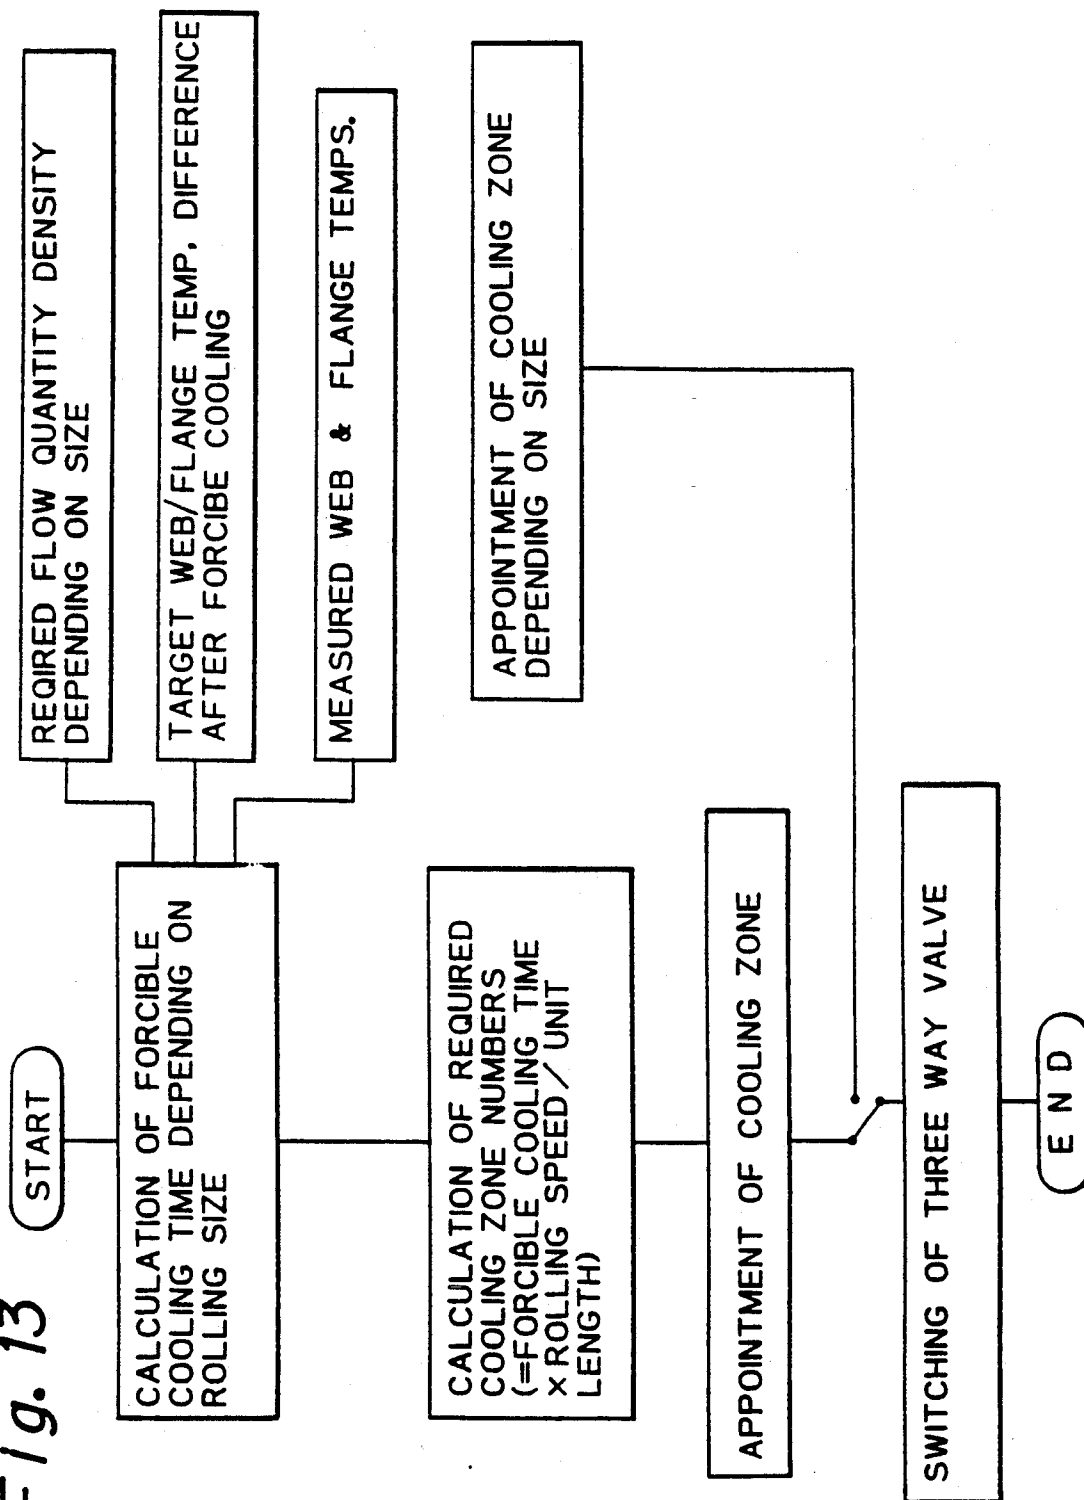 Fig. 13
START
CALCULATION OF FORCIBLE
COOLING TIME DEPENDING ON
ROLLING SIZE
REQIRED FLOW QUANTITY DENSITY
DEPENDING ON SIZE
TARGET WEB/FLANGE TEMP. DIFFERENCE
AFTER FORCIBE COOLING
MEASURED WEB & FLANGE TEMPS.
CALCULATION OF REQUIRED
COOLING ZONE NUMBERS
(=FORCIBLE COOLING TIME
×ROLLING SPEED/UNIT
LENGTH)
APPOINTMENT OF COOLING ZONE
DEPENDING ON SIZE
APPOINTMENT OF COOLING ZONE
SWITCHING OF THREE WAY VALVE
END